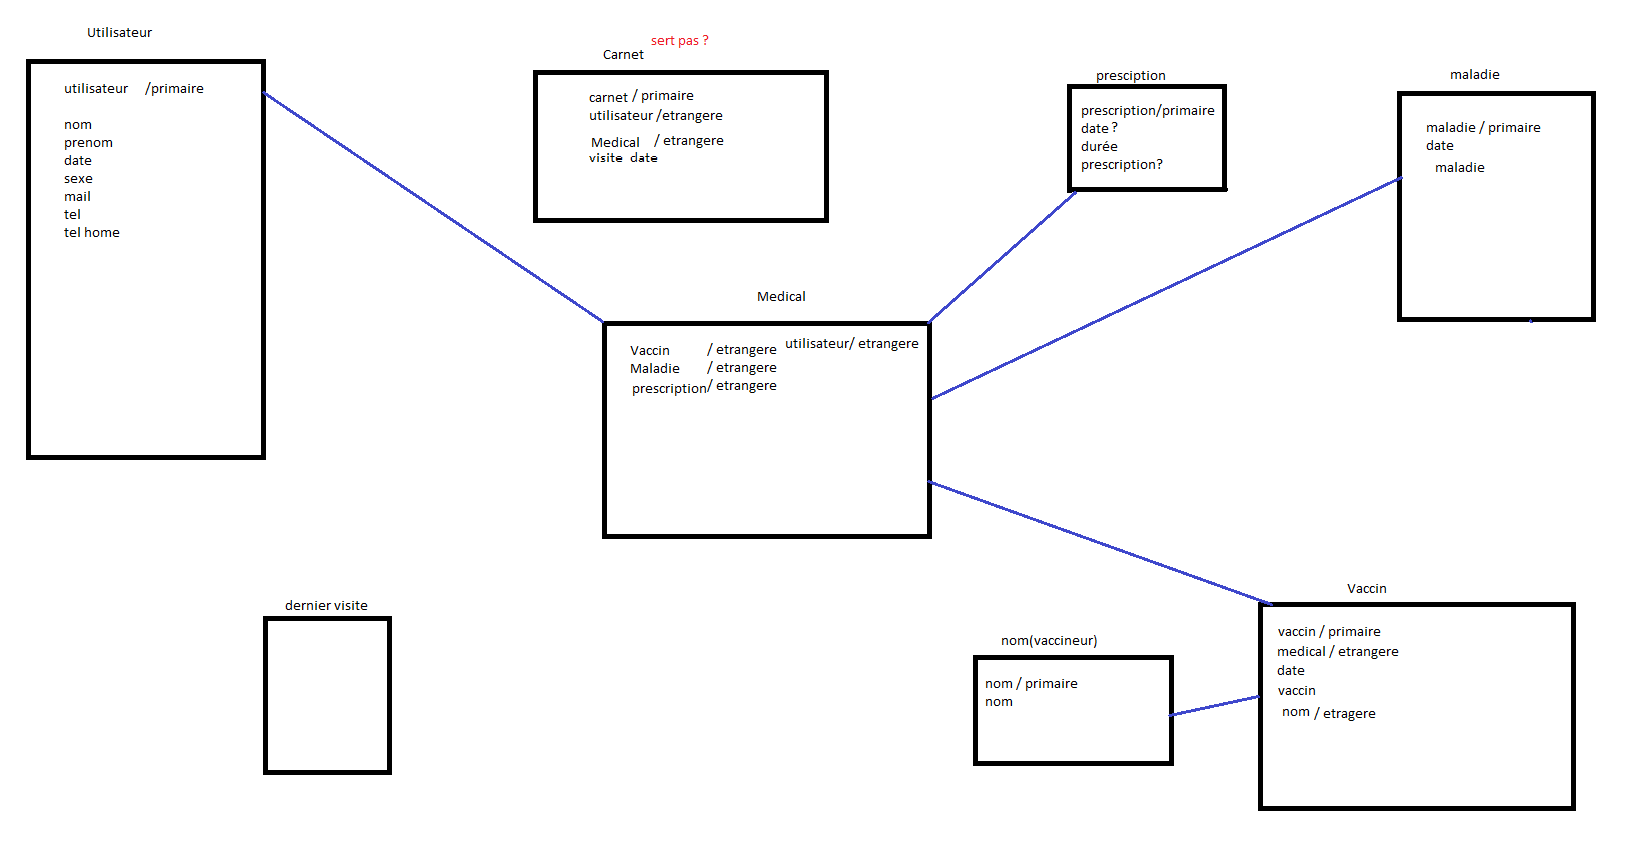 Utilisateur
utilisateur /primaire
nom
prenom
date
sexe
mail
tel
tel home
sert pas ?
Carnet
carnet / primaire
utilisateur /etrangere
Medical / etrangere
visite date
presciption
prescription/primaire
date ?
durée
prescription?
maladie
maladie / primaire
date
maladie
Medical
Vaccin / etrangere utilisateur/ etrangere
Maladie / etrangere
prescription/ etrangere
dernier visite
nom(vaccineur)
nom / primaire
nom
Vaccin
vaccin / primaire
medical / etrangere
date
vaccin
nom / etragere